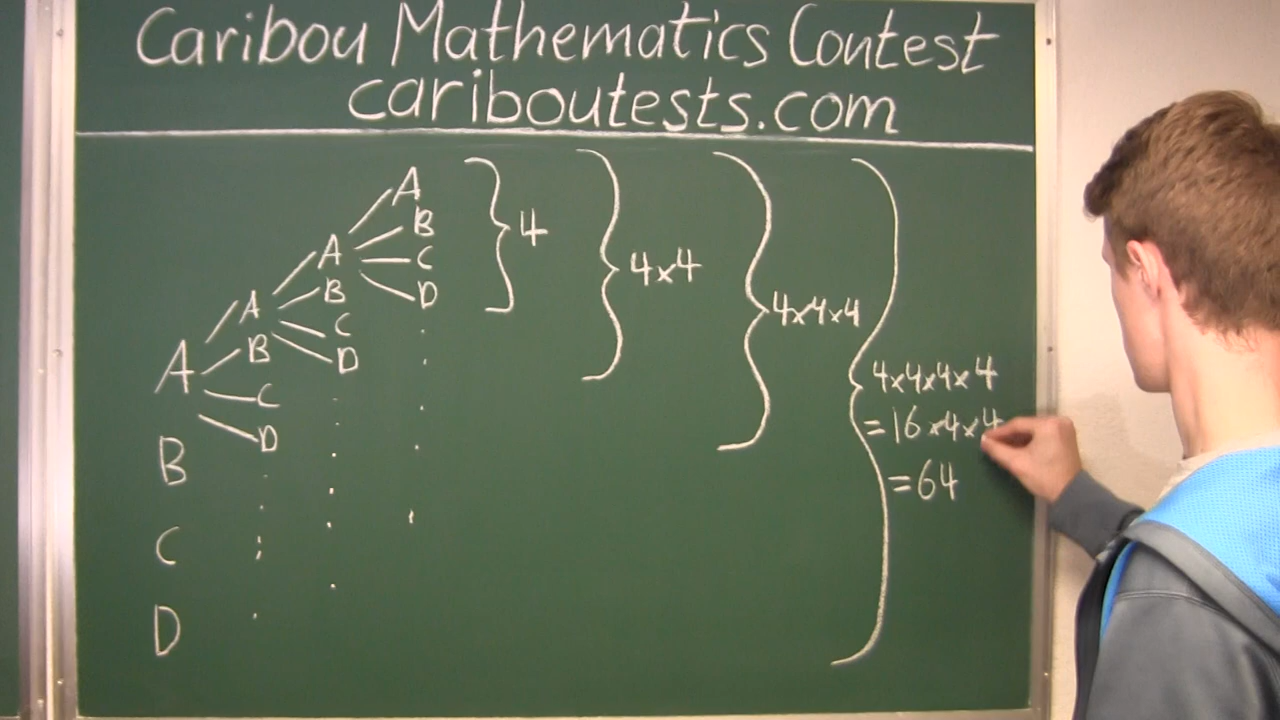 Caribou Mathematics Contest
cariboutests.com
A
B
C
D
A
B
C
D
A
B
C
D
A
B
C
D
4
4x4
4x4x4
4x4x4x4
=16x4x4
=64